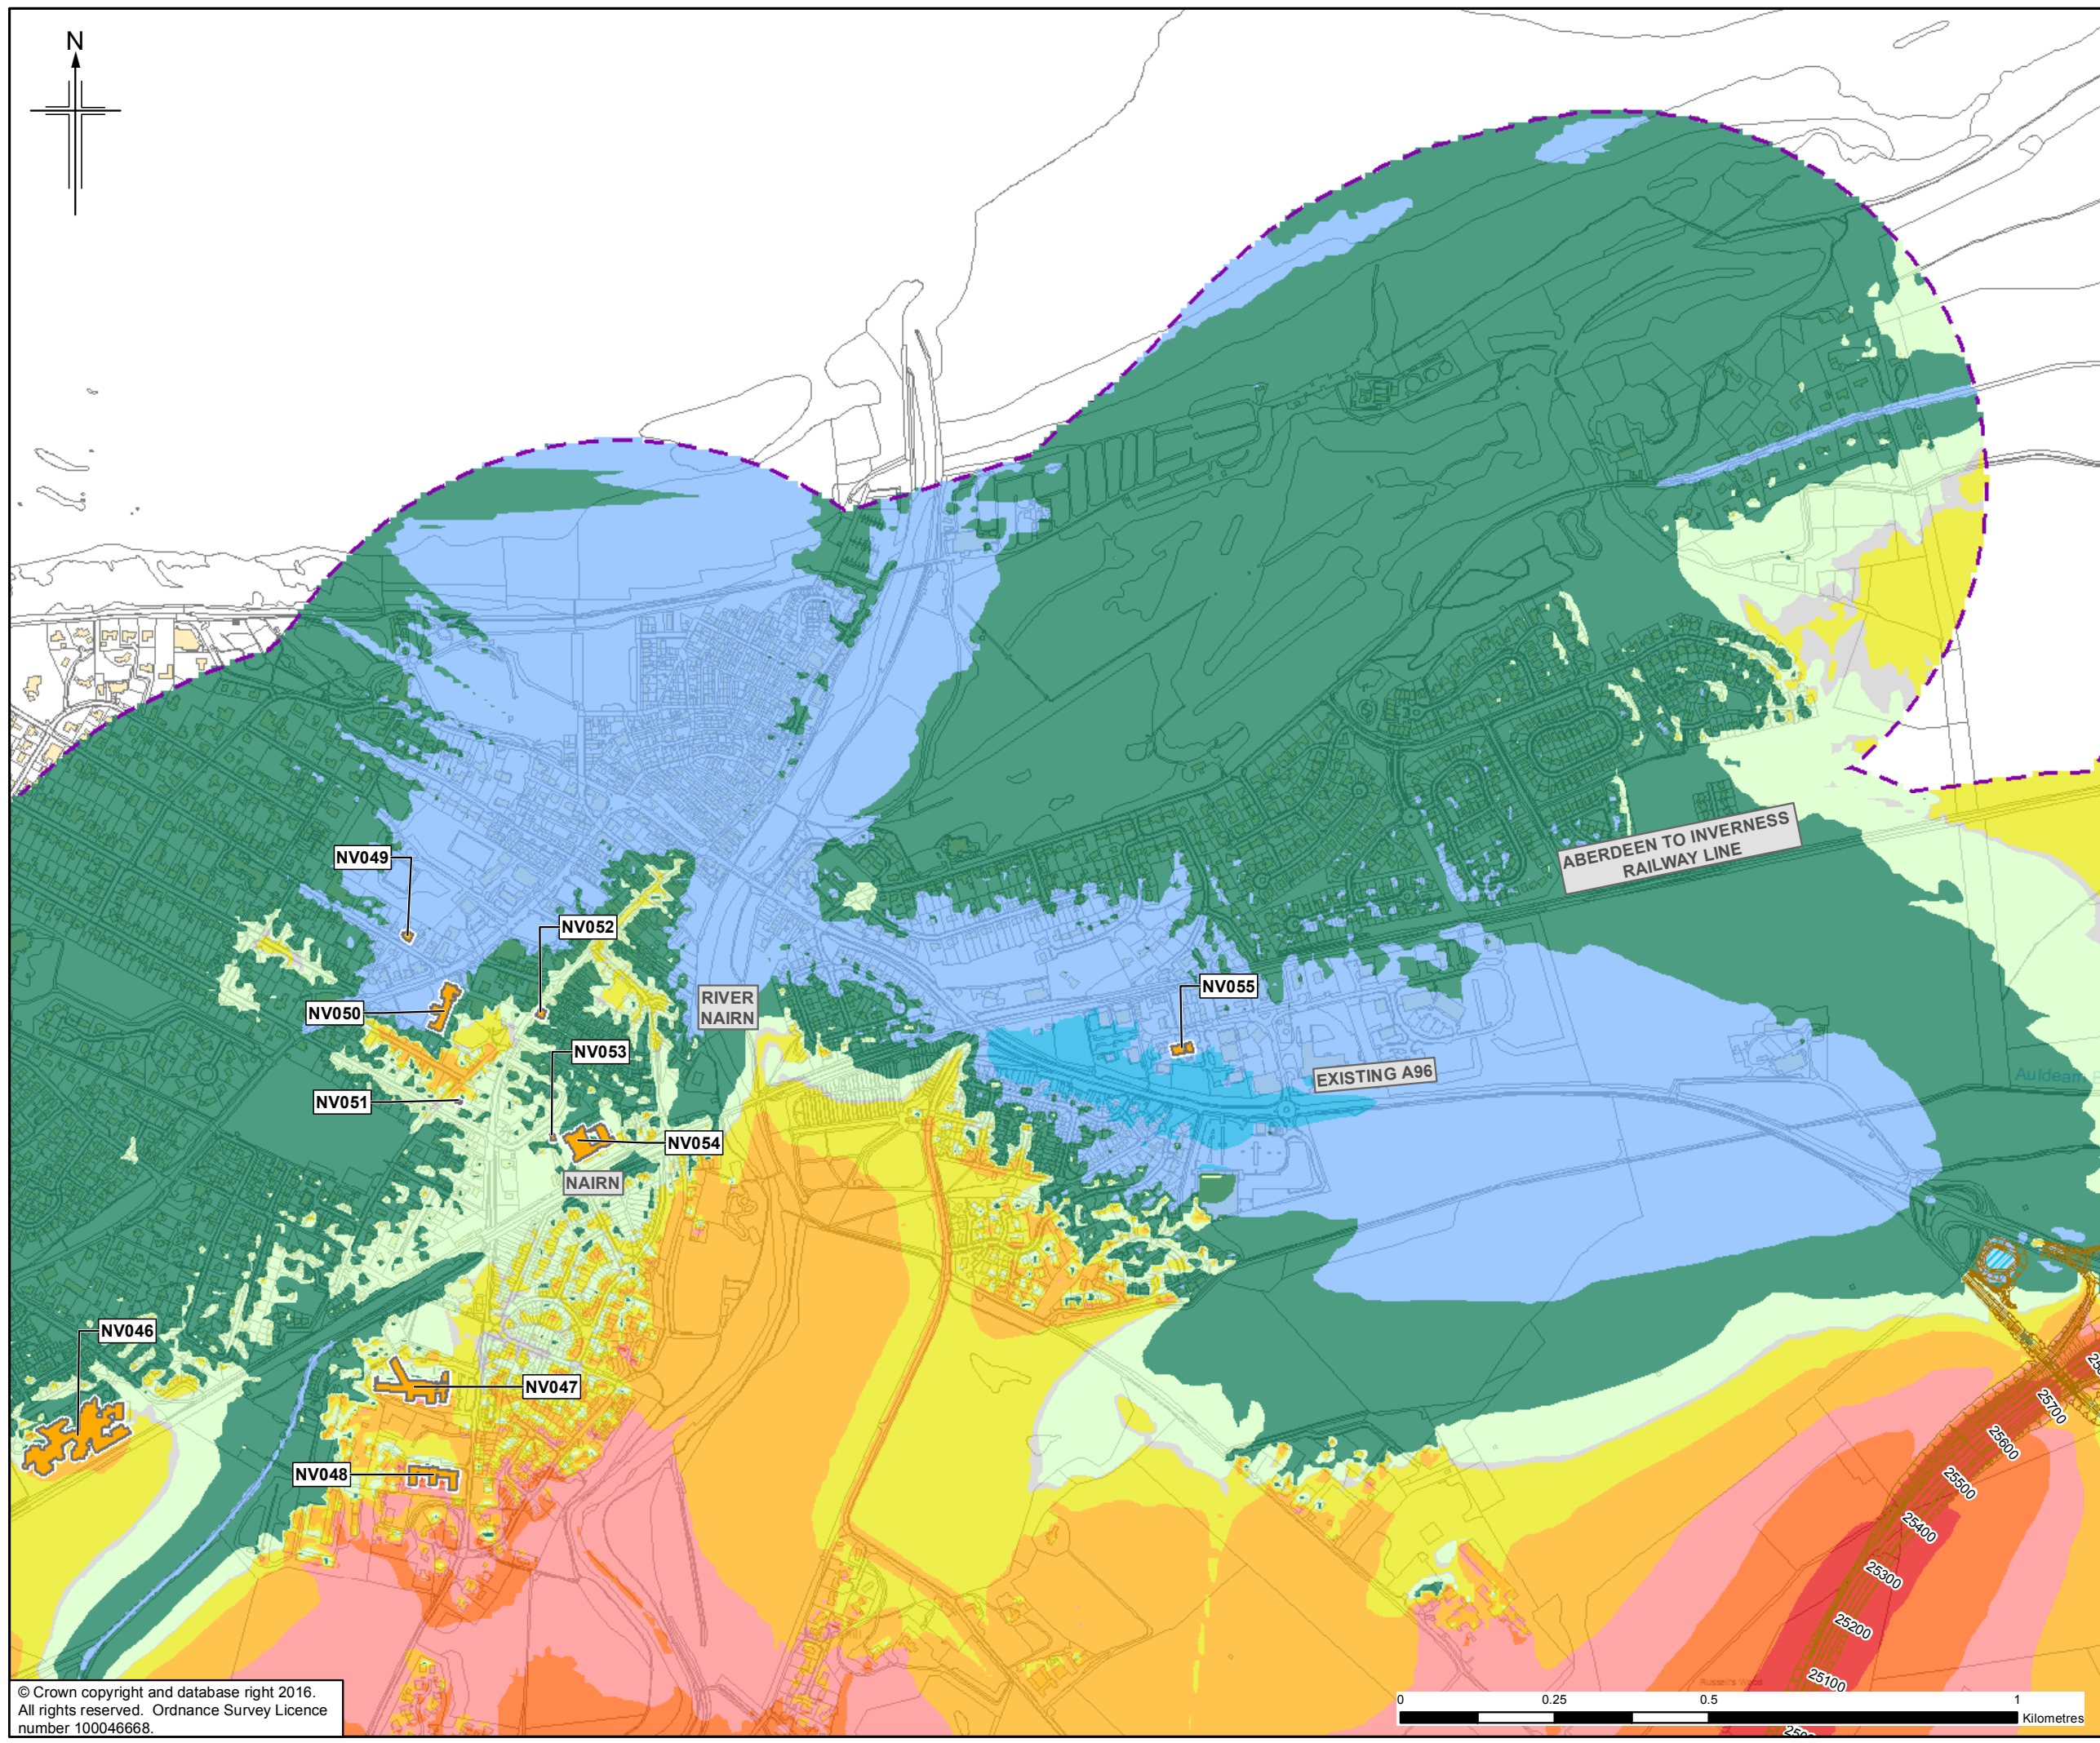 N
ABERDEEN TO INVERNESS
RAILWAY LINE
NV049
NV052
NV050
RIVER
NAIRN
NV055
NV053
EXISTING A96
NV051
NV054
NAIRN
NV046
NV047
NV048
25700
25600
25500
25400
25300
25200
25100
© Crown copyright and database right 2016.
All rights reserved. Ordnance Survey Licence
number 100046668.
0 0.25 0.5 1
Kilometres